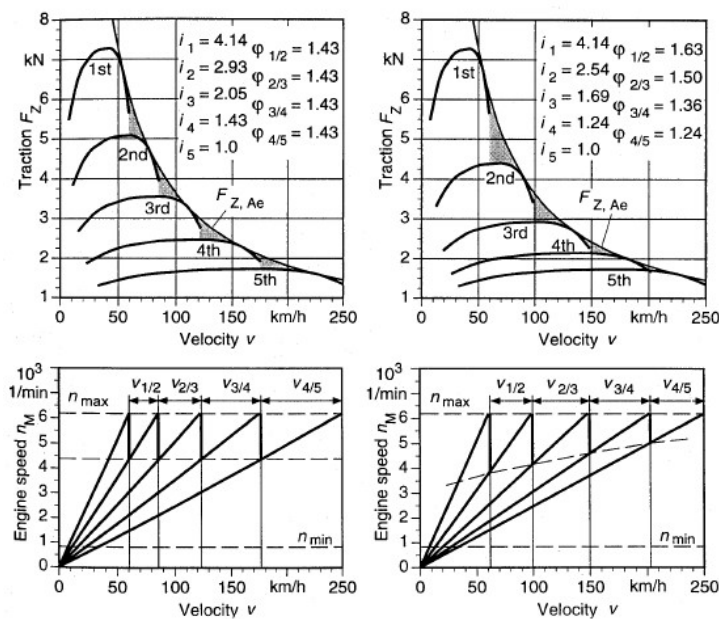 kN
8
7
6
5
4
3
2
1
Traction F_Z
1st
2nd
3rd
4th
5th
F_Z, Ae
i_1 = 4.14 φ_1/2 = 1.43
i_2 = 2.93 φ_2/3 = 1.43
i_3 = 2.05 φ_3/4 = 1.43
i_4 = 1.43 φ_4/5 = 1.43
i_5 = 1.0
0 50 100 150 km/h 250
Velocity v
kN
8
7
6
5
4
3
2
1
Traction F_Z
1st
2nd
3rd
4th
5th
F_Z, Ae
i_1 = 4.14 φ_1/2 = 1.63
i_2 = 2.54 φ_2/3 = 1.50
i_3 = 1.69 φ_3/4 = 1.36
i_4 = 1.24 φ_4/5 = 1.24
i_5 = 1.0
0 50 100 150 km/h 250
Velocity v
10³
1/min
6
5
4
3
2
1
0
Engine speed n_M
n_max
v_1/2 v_2/3 v_3/4 v_4/5
n_min
0 50 100 150 km/h 250
Velocity v
10³
1/min
6
5
4
3
2
1
0
Engine speed n_M
n_max
v_1/2 v_2/3 v_3/4 v_4/5
n_min
0 50 100 150 km/h 250
Velocity v